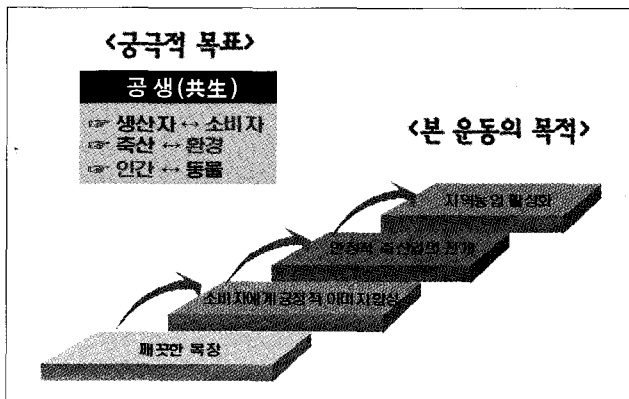 <궁극적 목표>
공 생 (共生)
☞ 생산자 ↔ 소비자
☞ 축산 ↔ 환경
☞ 인간 ↔ 동물
<본 운동의 목적>
지역농업 활성화
안정적 축산업의 전개
소비자에게 긍정적 이미지 형성
깨끗한 목장